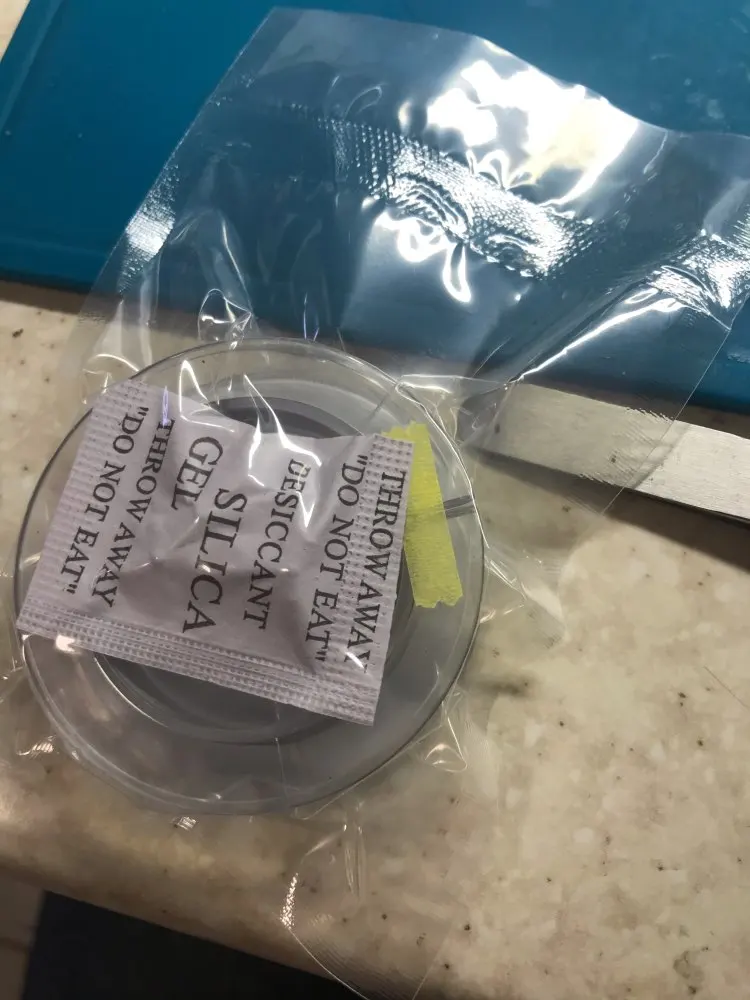 "DO NOT EAT"
THROW AWAY
DESICCANT
SILICA
GEL
THROW AWAY
"DO NOT EAT"